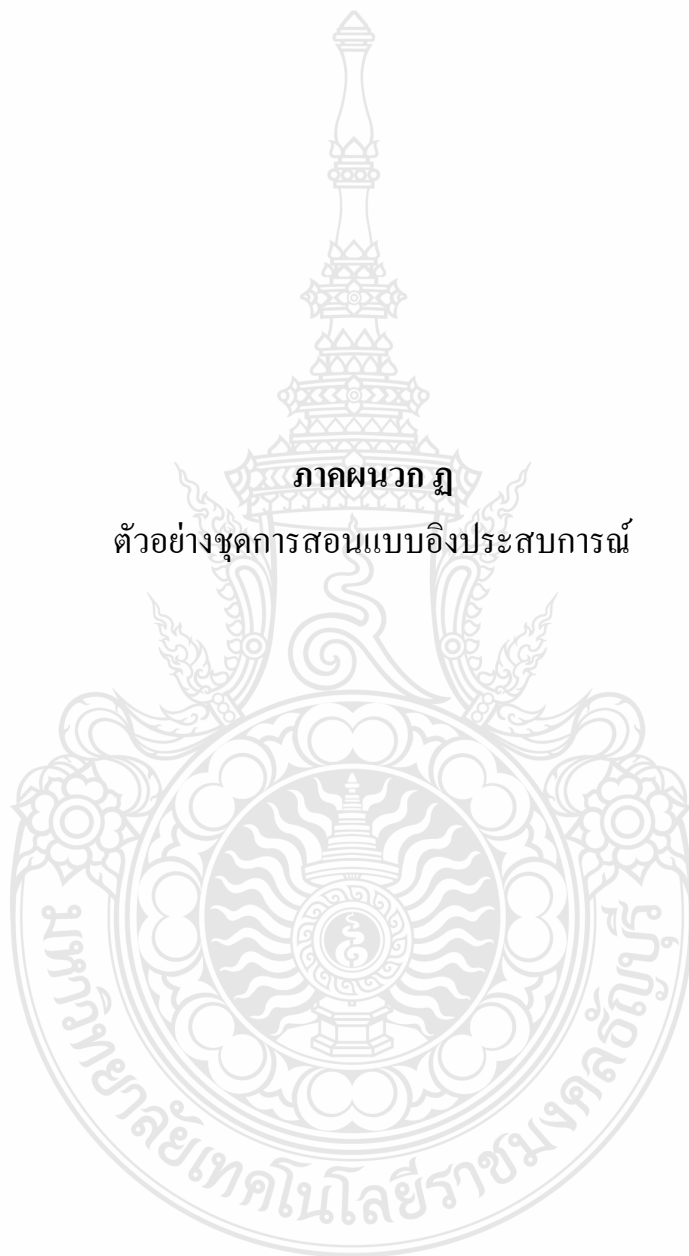 ภาคผนวก ฏ
ตัวอย่างชุดการสอนแบบอิงประสบการณ์
มหาวิทยาลัยเทคโนโลยีราชมงคลธัญบุรี